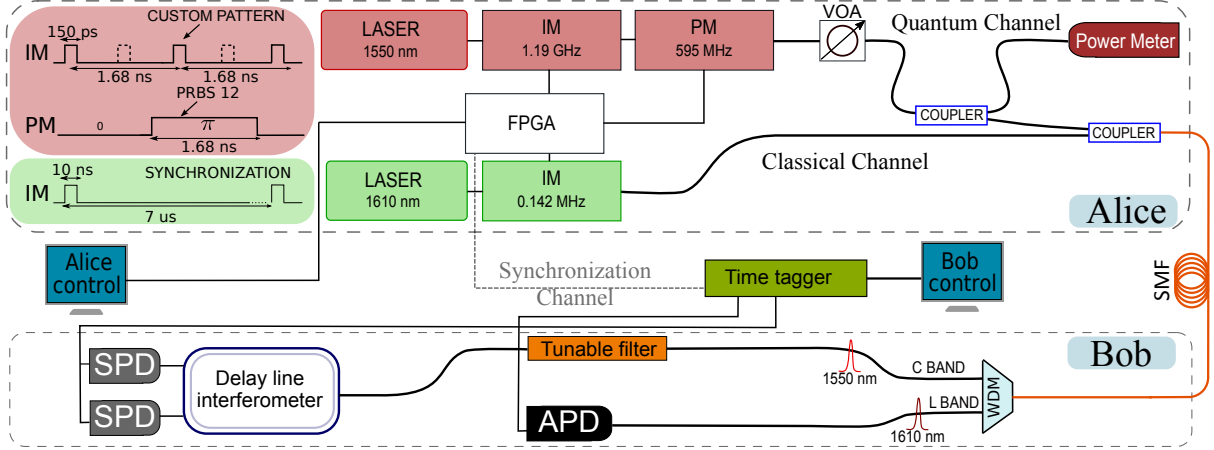 CUSTOM PATTERN
150 ps
IM
1.68 ns
1.68 ns
PRBS 12
PM
0
π
1.68 ns
10 ns
SYNCHRONIZATION
IM
7 us
LASER
1550 nm
IM
1.19 GHz
PM
595 MHz
VOA
Quantum Channel
Power Meter
COUPLER
COUPLER
FPGA
Classical Channel
LASER
1610 nm
IM
0.142 MHz
Alice
Alice
control
Synchronization
Channel
Time tagger
Bob
control
SMF
Bob
SPD
SPD
Delay line
interferometer
Tunable filter
1550 nm
C BAND
WDM
APD
L BAND
1610 nm